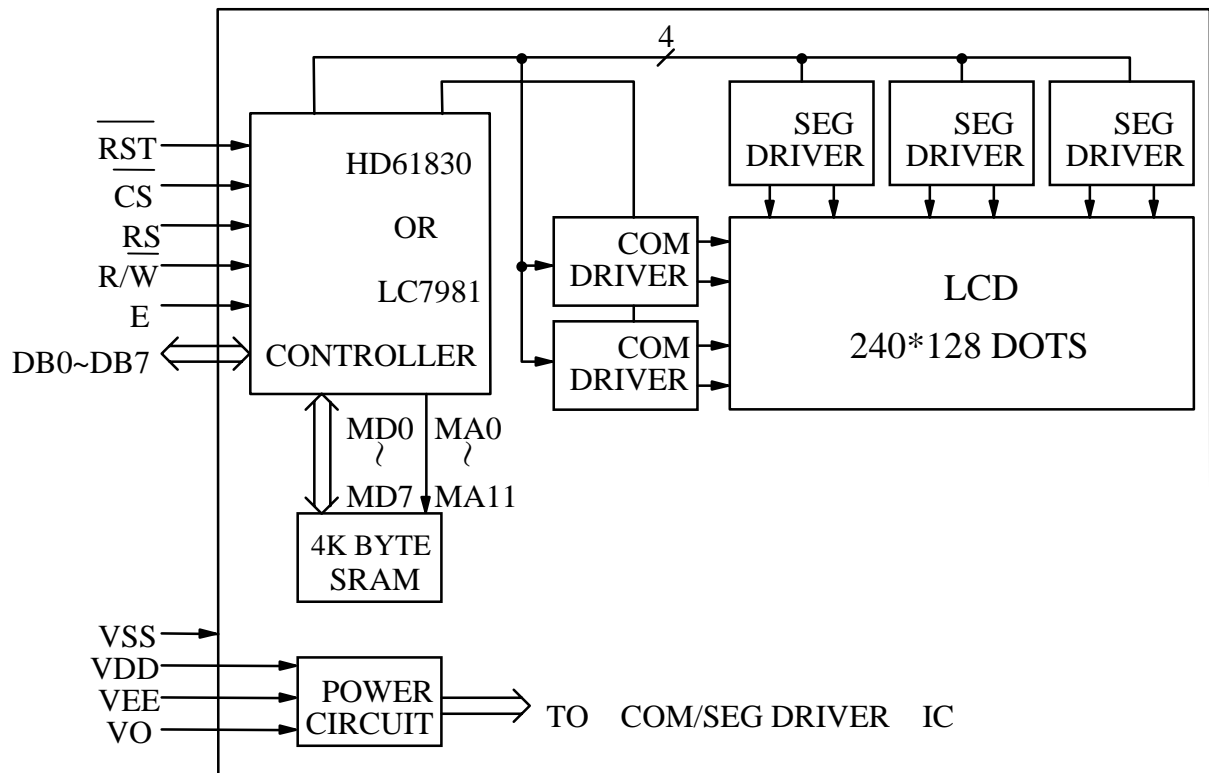 4
SEG
DRIVER
SEG
DRIVER
SEG
DRIVER
RST
CS
RS
R/W
E
DB0~DB7
HD61830
OR
LC7981
CONTROLLER
COM
DRIVER
COM
DRIVER
LCD
240*128 DOTS
MD0
~
MD7
MA0
~
MA11
4K BYTE
SRAM
VSS
VDD
VEE
VO
POWER
CIRCUIT
TO COM/SEG DRIVER IC